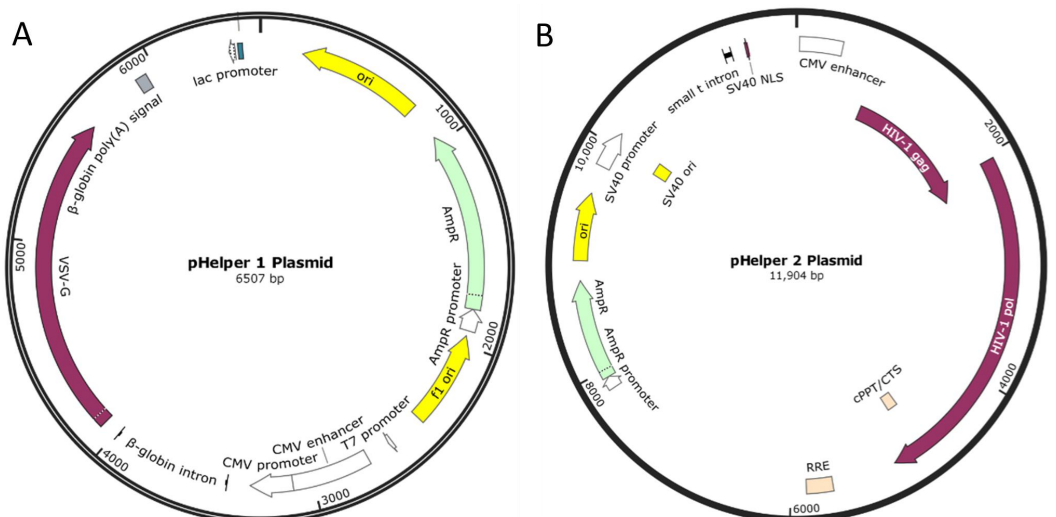 A
6000
lac promoter
ori
1000
β-globin poly(A) signal
AmpR
5000
VSV-G
pHelper 1 Plasmid
6507 bp
AmpR promoter
2000
f1 ori
T7 promoter
CMV enhancer
CMV promoter
β-globin intron
4000
3000
B
small t intron
SV40 NLS
CMV enhancer
2000
10,000
SV40 promoter
SV40 ori
HIV-1 gag
ori
pHelper 2 Plasmid
11,904 bp
HIV-1 pol
AmpR
AmpR promoter
8000
cPPT/CTS
4000
RRE
6000